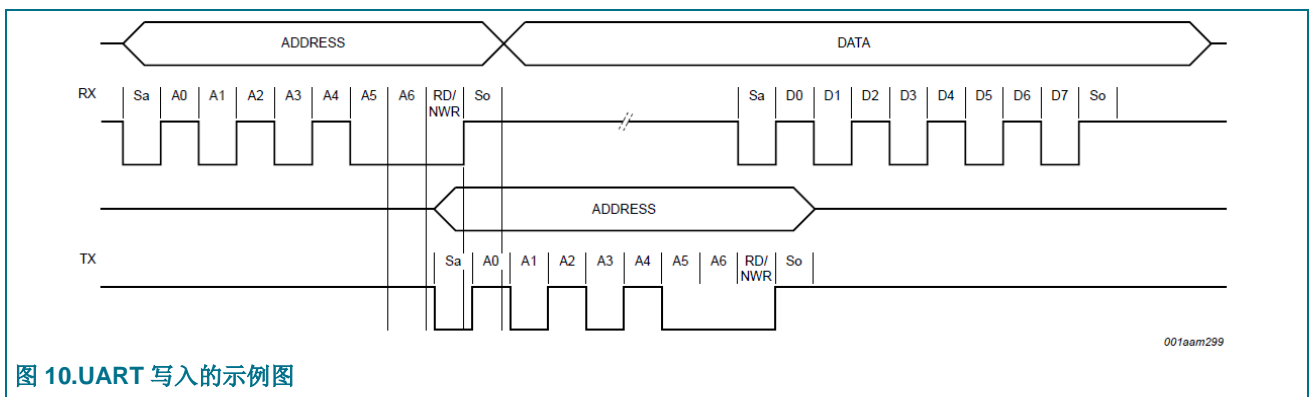 ADDRESS DATA
RX Sa A0 A1 A2 A3 A4 A5 A6 RD/NWR So Sa D0 D1 D2 D3 D4 D5 D6 D7 So
ADDRESS
TX Sa A0 A1 A2 A3 A4 A5 A6 RD/NWR So
001aam299
图 10.UART 写入的示例图